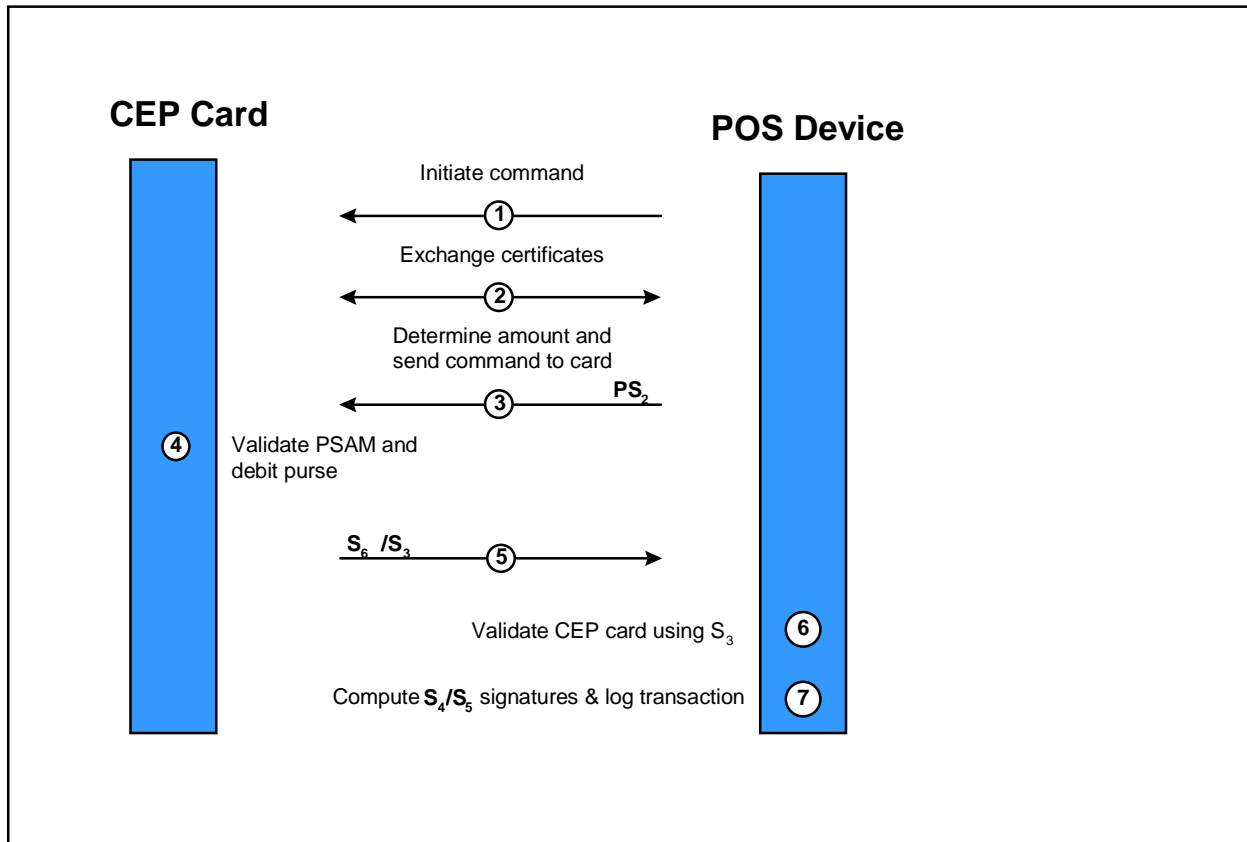 CEP Card
POS Device
Initiate command
1
Exchange certificates
2
Determine amount and
send command to card
PS2
3
4
Validate PSAM and
debit purse
S6 /S3
5
Validate CEP card using S3
6
Compute S4/S5 signatures & log transaction
7